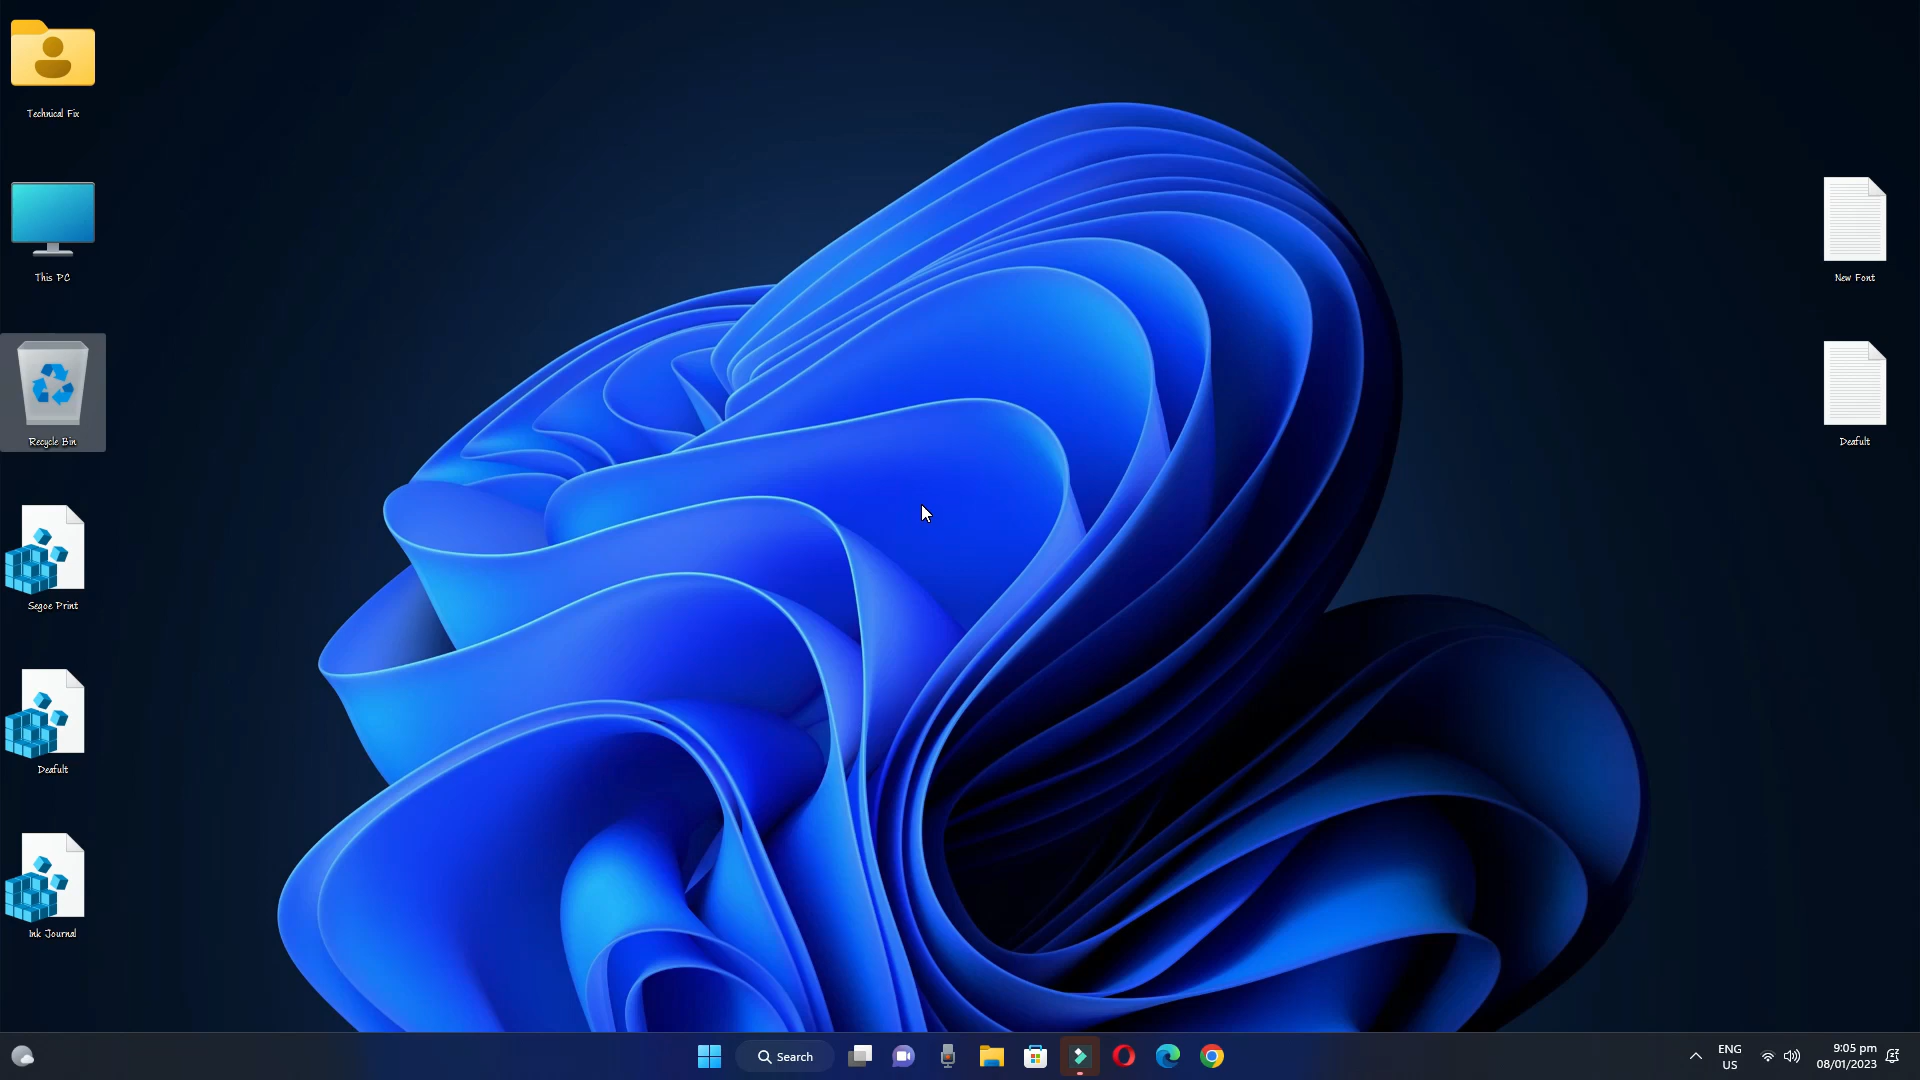 Technical Fix
This PC
Recycle Bin
Segoe Print
Deafult
Ink Journal
New Font
Deafult
Search
ENG
US
9:05 pm
08/01/2023